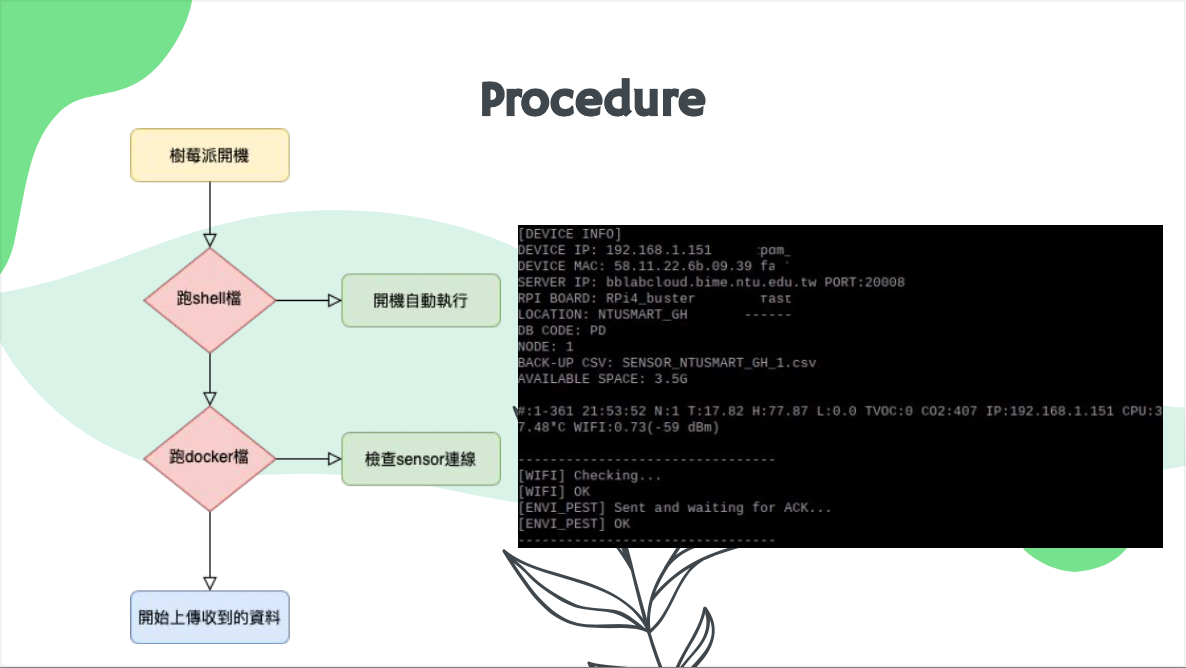 Procedure
樹莓派開機
跑shell檔
開機自動執行
跑docker檔
檢查sensor連線
開始上傳收到的資料
[DEVICE INFO]
DEVICE IP: 192.168.1.151
DEVICE MAC: 58.11.22.6b.09.39 fa
SERVER IP: bblabcloud.bime.ntu.edu.tw PORT:20008
RPI BOARD: RPi4_buster rast
LOCATION: NTUSMART_GH ------
DB CODE: PD
NODE: 1
BACK-UP CSV: SENSOR_NTUSMART_GH_1.csv
AVAILABLE SPACE: 3.5G
#:1-361 21:53:52 N:1 T:17.82 H:77.87 L:0.0 TVOC:0 CO2:407 IP:192.168.1.151 CPU:3
7.48*C WIFI:0.73(-59 dBm)
--------------------------------
[WIFI] Checking...
[WIFI] OK
[ENVI_PEST] Sent and waiting for ACK...
[ENVI_PEST] OK
--------------------------------